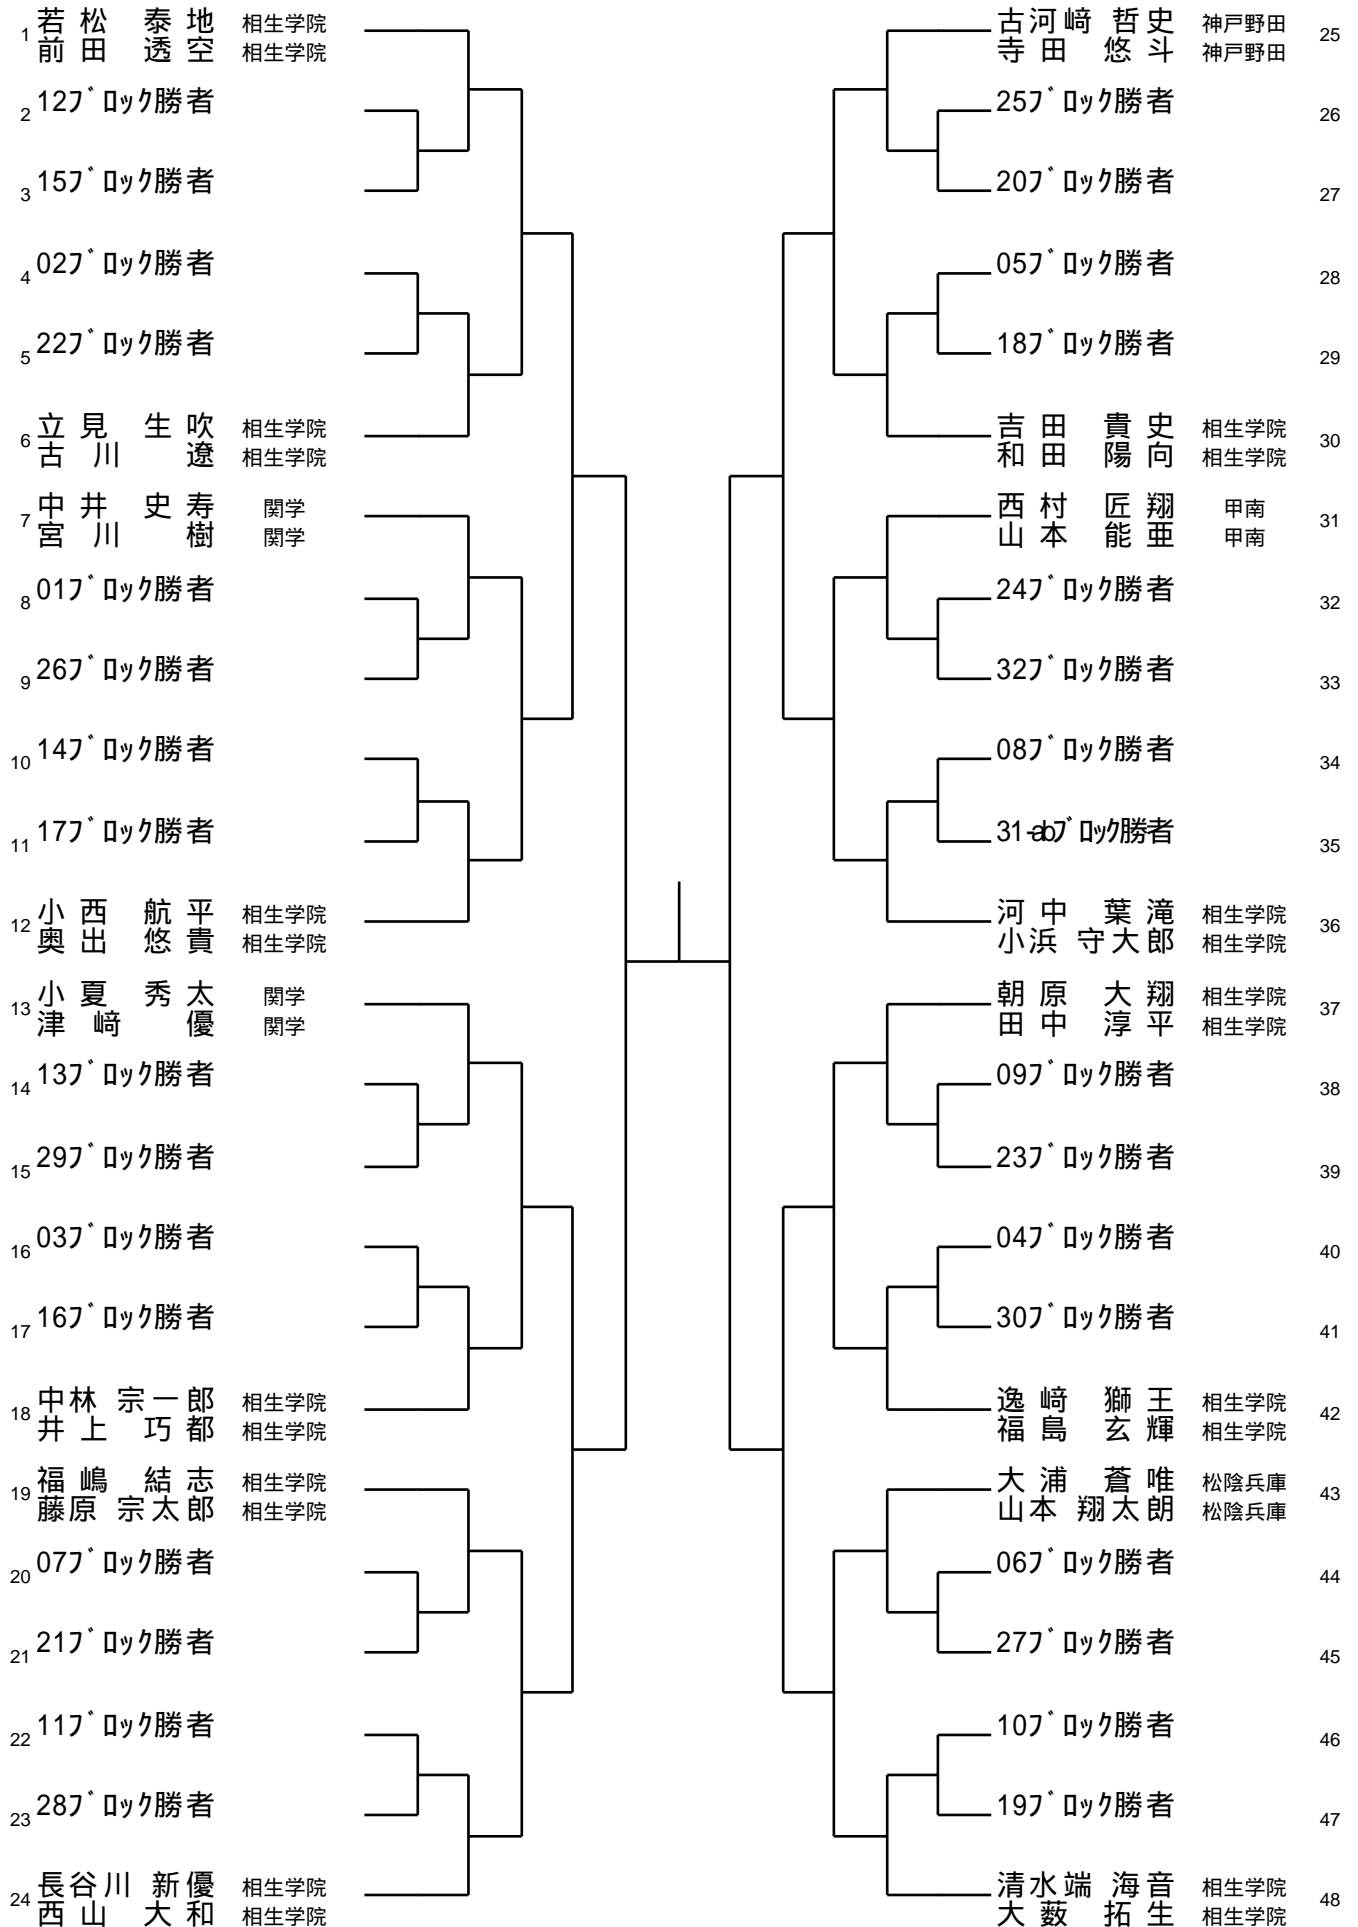 1 若松 泰地 相生学院
前田 透空 相生学院
2 12ﾌﾞﾛｯｸ勝者
3 15ﾌﾞﾛｯｸ勝者
4 02ﾌﾞﾛｯｸ勝者
5 22ﾌﾞﾛｯｸ勝者
6 立見 生吹 相生学院
古川 遼 相生学院
7 中井 史寿 関学
宮川 樹 関学
8 01ﾌﾞﾛｯｸ勝者
9 26ﾌﾞﾛｯｸ勝者
10 14ﾌﾞﾛｯｸ勝者
11 17ﾌﾞﾛｯｸ勝者
12 小西 航平 相生学院
奥出 悠貴 相生学院
13 小夏 秀太 関学
津﨑 優 関学
14 13ﾌﾞﾛｯｸ勝者
15 29ﾌﾞﾛｯｸ勝者
16 03ﾌﾞﾛｯｸ勝者
17 16ﾌﾞﾛｯｸ勝者
18 中林 宗一郎 相生学院
井上 巧都 相生学院
19 福嶋 結志 相生学院
藤原 宗太郎 相生学院
20 07ﾌﾞﾛｯｸ勝者
21 21ﾌﾞﾛｯｸ勝者
22 11ﾌﾞﾛｯｸ勝者
23 28ﾌﾞﾛｯｸ勝者
24 長谷川 新優 相生学院
西山 大和 相生学院
古河﨑 哲史 神戸野田 25
寺田 悠斗 神戸野田
25ﾌﾞﾛｯｸ勝者 26
20ﾌﾞﾛｯｸ勝者 27
05ﾌﾞﾛｯｸ勝者 28
18ﾌﾞﾛｯｸ勝者 29
吉田 貴史 相生学院 30
和田 陽向 相生学院
西村 匠翔 甲南 31
山本 能亜 甲南
24ﾌﾞﾛｯｸ勝者 32
32ﾌﾞﾛｯｸ勝者 33
08ﾌﾞﾛｯｸ勝者 34
31-abﾌﾞﾛｯｸ勝者 35
河中 葉滝 相生学院 36
小浜 守大郎 相生学院
朝原 大翔 相生学院 37
田中 淳平 相生学院
09ﾌﾞﾛｯｸ勝者 38
23ﾌﾞﾛｯｸ勝者 39
04ﾌﾞﾛｯｸ勝者 40
30ﾌﾞﾛｯｸ勝者 41
逸﨑 獅王 相生学院 42
福島 玄輝 相生学院
大浦 蒼唯 松陰兵庫 43
山本 翔太朗 松陰兵庫
06ﾌﾞﾛｯｸ勝者 44
27ﾌﾞﾛｯｸ勝者 45
10ﾌﾞﾛｯｸ勝者 46
19ﾌﾞﾛｯｸ勝者 47
清水端 海音 相生学院 48
大薮 拓生 相生学院